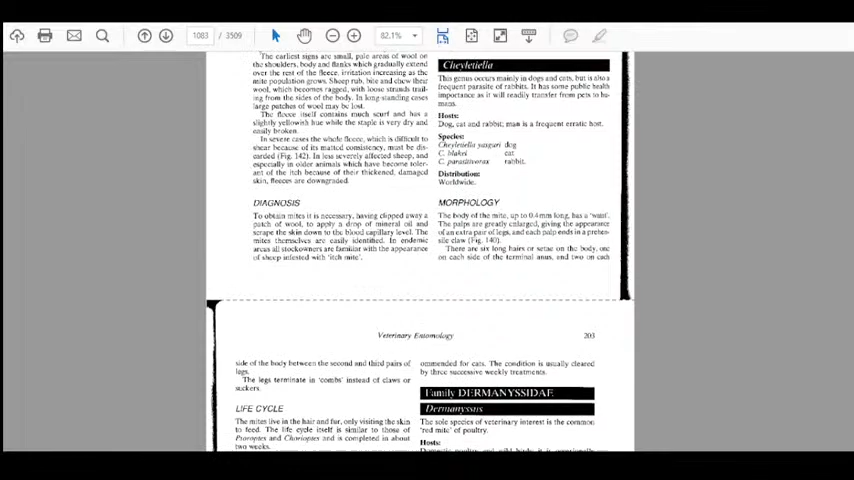 1083 / 3509
82.1%
The earliest signs are small, pale areas of wool on
the shoulders, body and flanks which gradually extend
over the rest of the fleece, irritation increasing as the
mite population grows. Sheep rub, bite and chew their
wool, which becomes ragged, with loose strands trail-
ing from the sides of the body. In long-standing cases
large patches of wool may be lost.
The fleece itself contains much scurf and has a
slightly yellowish hue while the staple is very dry and
easily broken.
In severe cases the whole fleece, which is difficult to
shear because of its matted consistency, must be dis-
carded (Fig. 142). In less severely affected sheep, and
especially in older animals which have become toler-
ant of the itch because of their thickened, damaged
skin, fleeces are downgraded.
DIAGNOSIS
To obtain mites it is necessary, having clipped away a
patch of wool, to apply a drop of mineral oil and
scrape the skin down to the blood capillary level. The
mites themselves are easily identified. In endemic
areas all stockowners are familiar with the appearance
of sheep infested with 'itch mite'.
Cheyletiella
This genus occurs mainly in dogs and cats, but is also a
frequent parasite of rabbits. It has some public health
importance as it will readily transfer from pets to hu-
mans.
Hosts:
Dog, cat and rabbit; man is a frequent erratic host.
Species:
Cheyletiella yasguri dog
C. blakei cat
C. parasitivorax rabbit.
Distribution:
Worldwide.
MORPHOLOGY
The body of the mite, up to 0.4 mm long, has a 'waist'.
The palps are greatly enlarged, giving the appearance
of an extra pair of legs, and each palp ends in a prehen-
sile claw (Fig. 140).
There are six long hairs or setae on the body, one
on each side of the terminal anus, and two on each
Veterinary Entomology 203
side of the body between the second and third pairs of
legs.
The legs terminate in 'combs' instead of claws or
suckers.
LIFE CYCLE
The mites live in the hair and fur, only visiting the skin
to feed. The life cycle itself is similar to those of
Psoroptes and Chorioptes and is completed in about
two weeks.
ommended for cats. The condition is usually cleared
by three successive weekly treatments.
Family DERMANYSSIDAE
Dermanyssus
The sole species of veterinary interest is the common
'red mite' of poultry.
Hosts: